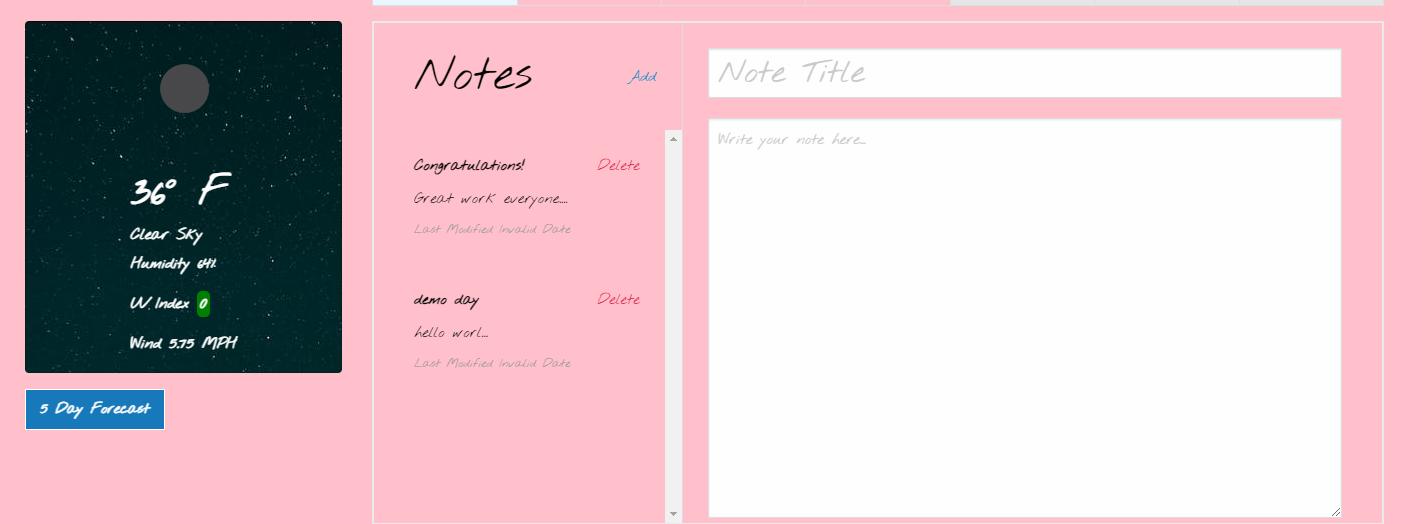 36° F
Clear Sky
Humidity 64%
UV Index 0
Wind 5.75 MPH
5 Day Forecast
Notes
Add
Congratulations!
Delete
Great work everyone....
Last Modified Invalid Date
demo day
Delete
hello worl...
Last Modified Invalid Date
Note Title
Write your note here...